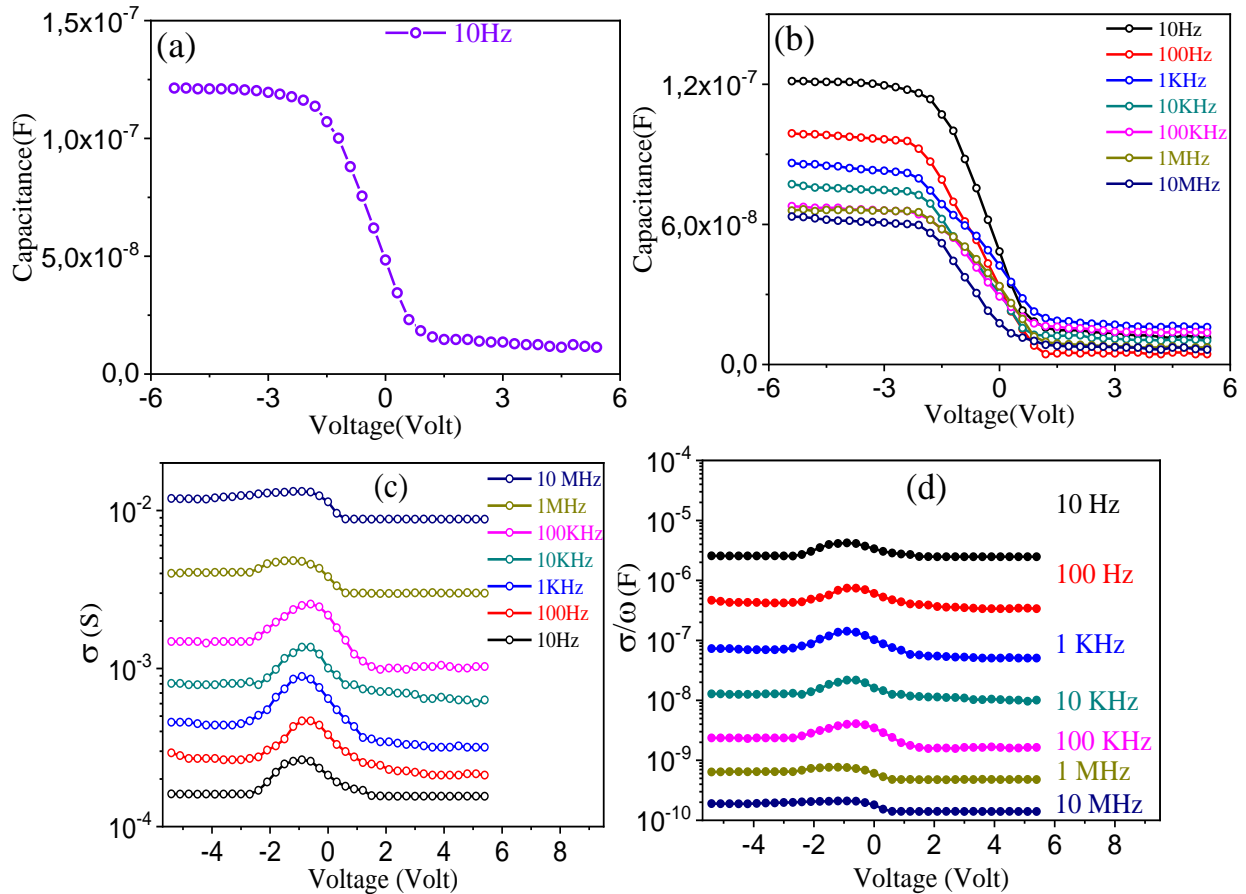 (a)
10Hz
1,5x10⁻⁷
1,0x10⁻⁷
5,0x10⁻⁸
0,0
Capacitance(F)
-6 -3 0 3 6
Voltage(Volt)
(b)
10Hz
100Hz
1KHz
10KHz
100KHz
1MHz
10MHz
1,2x10⁻⁷
6,0x10⁻⁸
0,0
Capacitance(F)
-6 -3 0 3 6
Voltage(Volt)
(c)
10 MHz
1MHz
100KHz
10KHz
1KHz
100Hz
10Hz
10⁻²
10⁻³
10⁻⁴
σ (S)
-4 -2 0 2 4 6 8
Voltage (Volt)
(d)
10 Hz
100 Hz
1 KHz
10 KHz
100 KHz
1 MHz
10 MHz
10⁻⁴
10⁻⁵
10⁻⁶
10⁻⁷
10⁻⁸
10⁻⁹
10⁻¹⁰
σ/ω (F)
-4 -2 0 2 4 6 8
Voltage (Volt)